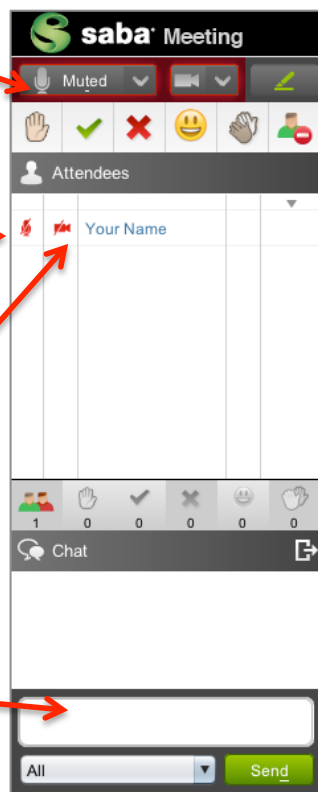 saba Meeting
Muted
Attendees
Your Name
1 0 0 0 0 0
Chat
All Send